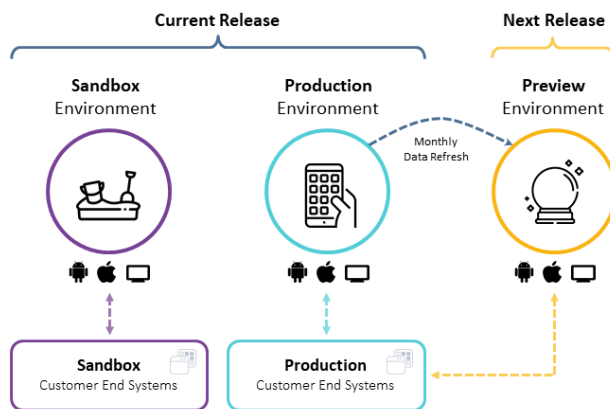 Current Release
Next Release
Sandbox
Environment
Production
Environment
Preview
Environment
Monthly
Data Refresh
Sandbox
Customer End Systems
Production
Customer End Systems